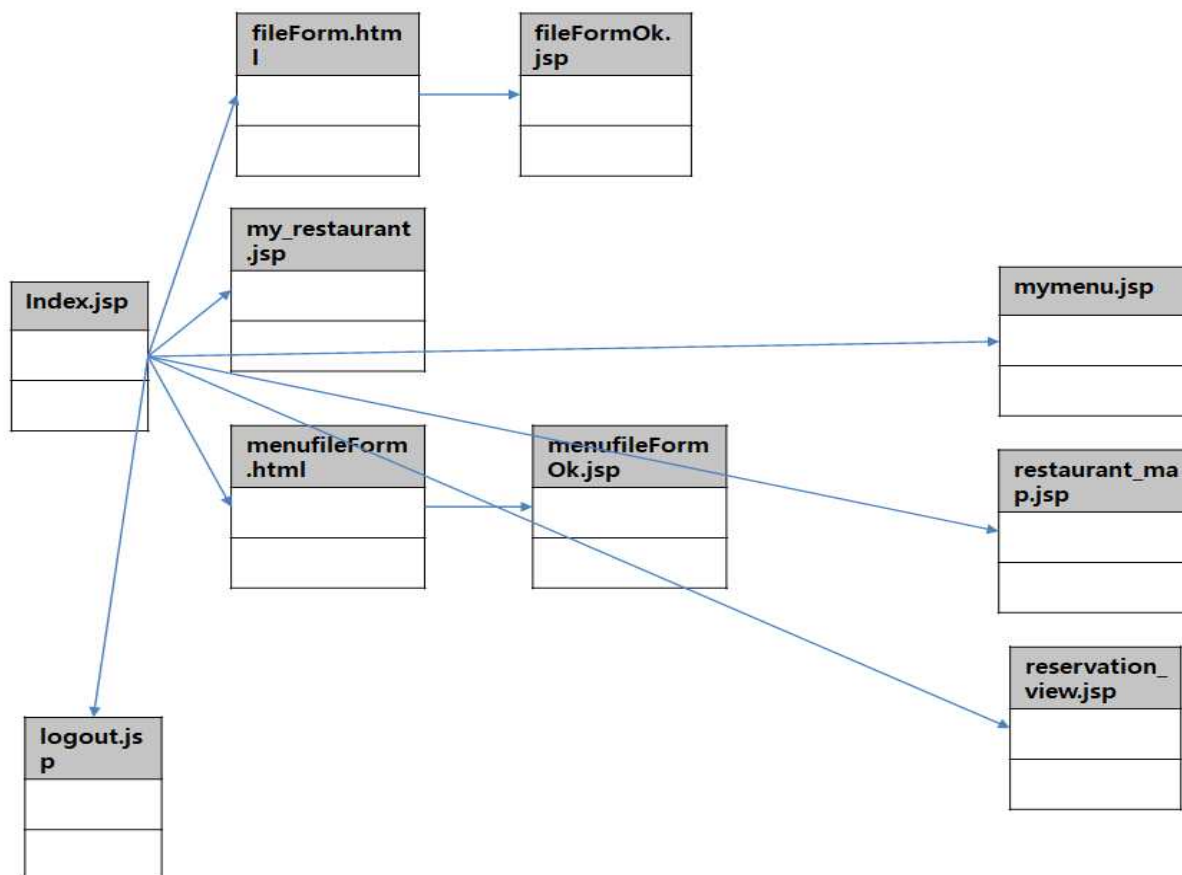 fileForm.htm
l
fileFormOk.
jsp
my_restaurant
.jsp
Index.jsp
mymenu.jsp
menufileForm
.html
menufileForm
Ok.jsp
restaurant_ma
p.jsp
reservation_
view.jsp
logout.js
p